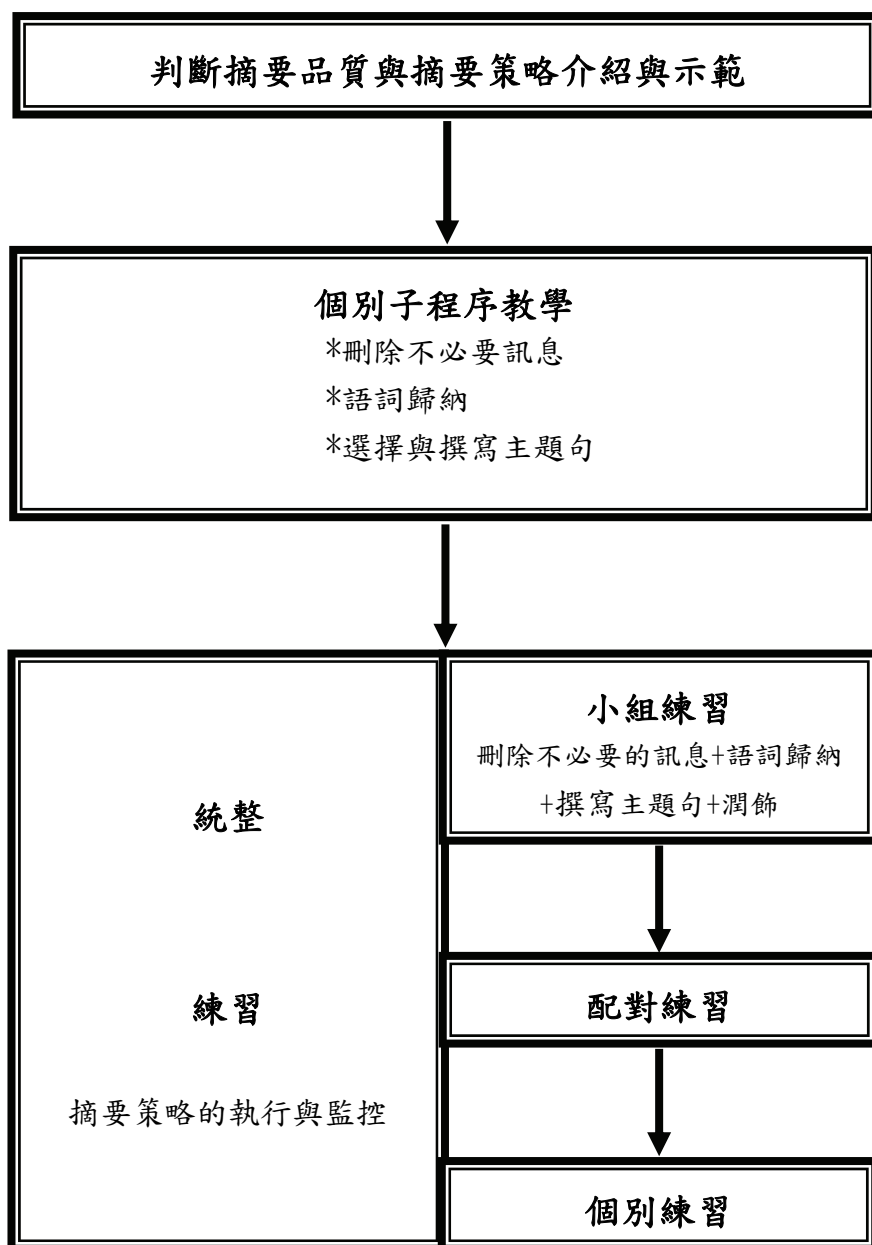 判斷摘要品質與摘要策略介紹與示範
個別子程序教學
*刪除不必要訊息
*語詞歸納
*選擇與撰寫主題句
統整
練習
摘要策略的執行與監控
小組練習
刪除不必要的訊息+語詞歸納
+撰寫主題句+潤飾
配對練習
個別練習